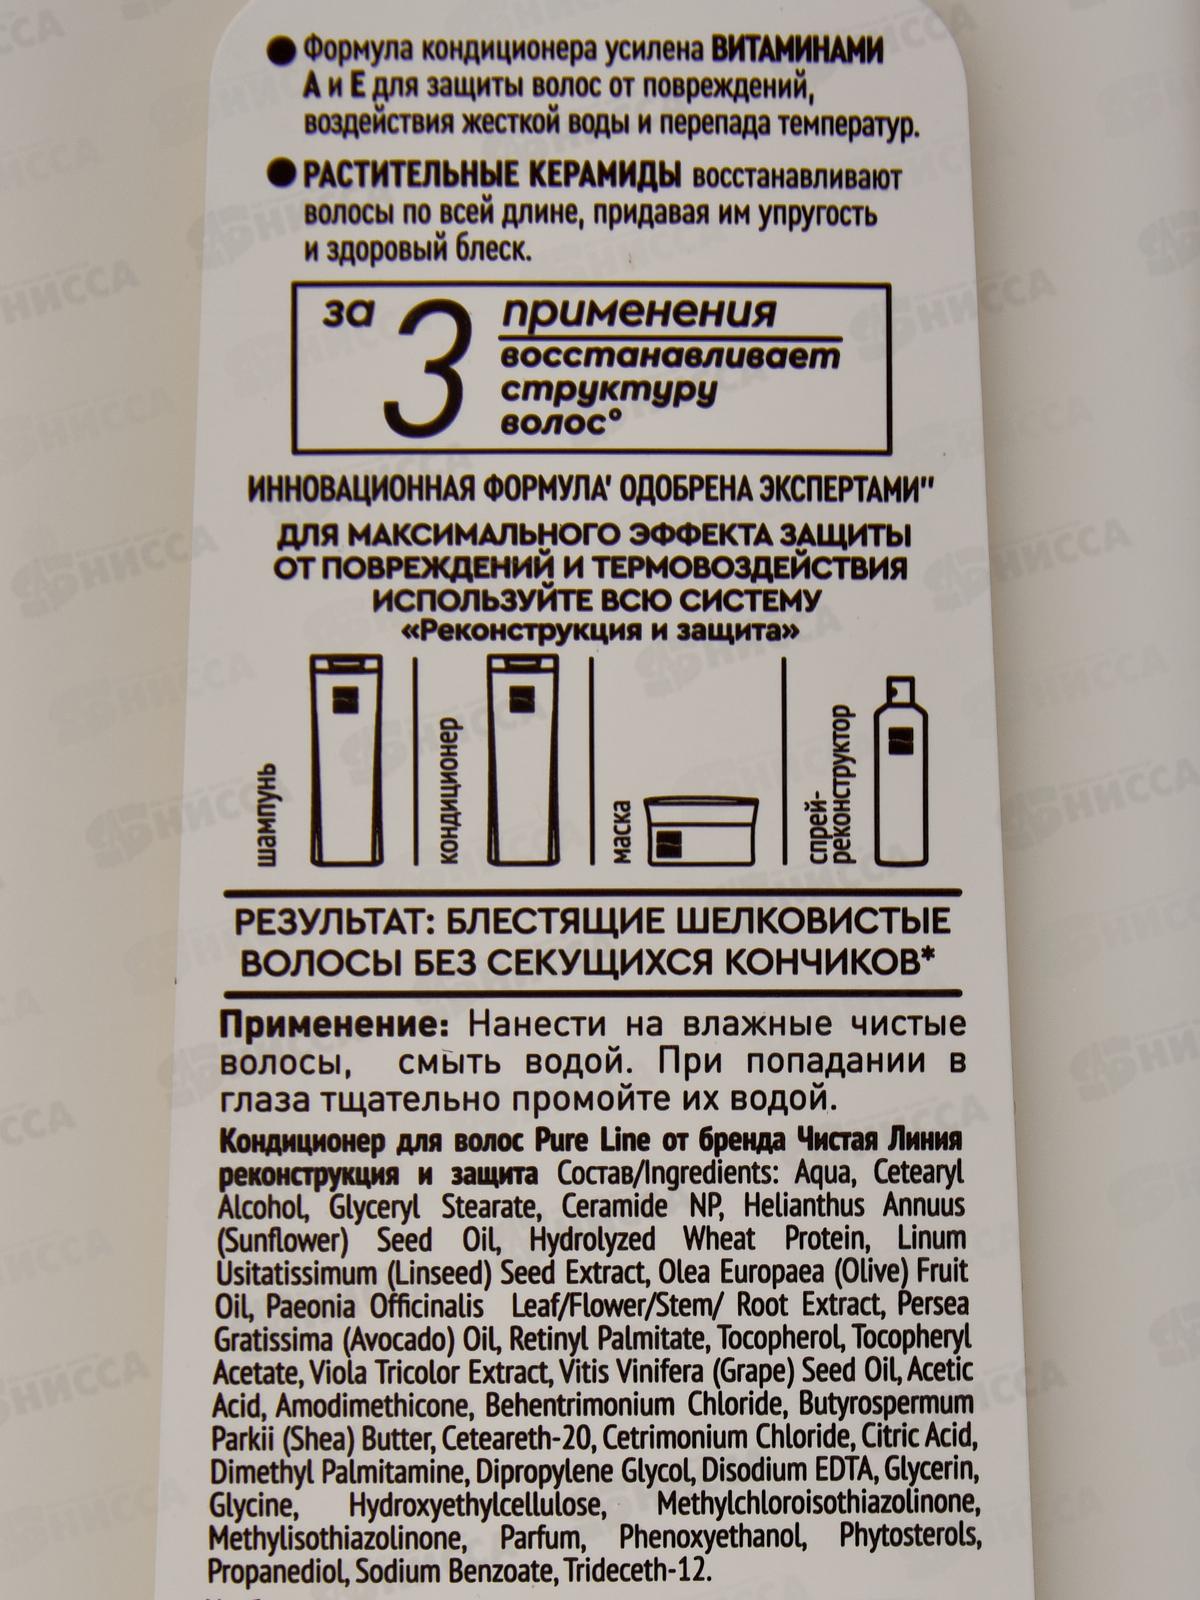 ● Формула кондиционера усилена ВИТАМИНАМИ
А и Е для защиты волос от повреждений,
воздействия жесткой воды и перепада температур.
● РАСТИТЕЛЬНЫЕ КЕРАМИДЫ восстанавливают
волосы по всей длине, придавая им упругость
и здоровый блеск.
за 3 применения
восстанавливает
структуру
волос°
ИННОВАЦИОННАЯ ФОРМУЛА' ОДОБРЕНА ЭКСПЕРТАМИ''
ДЛЯ МАКСИМАЛЬНОГО ЭФФЕКТА ЗАЩИТЫ
ОТ ПОВРЕЖДЕНИЙ И ТЕРМОВОЗДЕЙСТВИЯ
ИСПОЛЬЗУЙТЕ ВСЮ СИСТЕМУ
«Реконструкция и защита»
шампунь
кондиционер
маска
спрей-
реконструктор
РЕЗУЛЬТАТ: БЛЕСТЯЩИЕ ШЕЛКОВИСТЫЕ
ВОЛОСЫ БЕЗ СЕКУЩИХСЯ КОНЧИКОВ*
Применение: Нанести на влажные чистые
волосы, смыть водой. При попадании в
глаза тщательно промойте их водой.
Кондиционер для волос Pure Line от бренда Чистая Линия
реконструкция и защита Состав/Ingredients: Aqua, Cetearyl
Alcohol, Glyceryl Stearate, Ceramide NP, Helianthus Annuus
(Sunflower) Seed Oil, Hydrolyzed Wheat Protein, Linum
Usitatissimum (Linseed) Seed Extract, Olea Europaea (Olive) Fruit
Oil, Paeonia Officinalis Leaf/Flower/Stem/ Root Extract, Persea
Gratissima (Avocado) Oil, Retinyl Palmitate, Tocopherol, Tocopheryl
Acetate, Viola Tricolor Extract, Vitis Vinifera (Grape) Seed Oil, Acetic
Acid, Amodimethicone, Behentrimonium Chloride, Butyrospermum
Parkii (Shea) Butter, Ceteareth-20, Cetrimonium Chloride, Citric Acid,
Dimethyl Palmitamine, Dipropylene Glycol, Disodium EDTA, Glycerin,
Glycine, Hydroxyethylcellulose, Methylchloroisothiazolinone,
Methylisothiazolinone, Parfum, Phenoxyethanol, Phytosterols,
Propanediol, Sodium Benzoate, Trideceth-12.